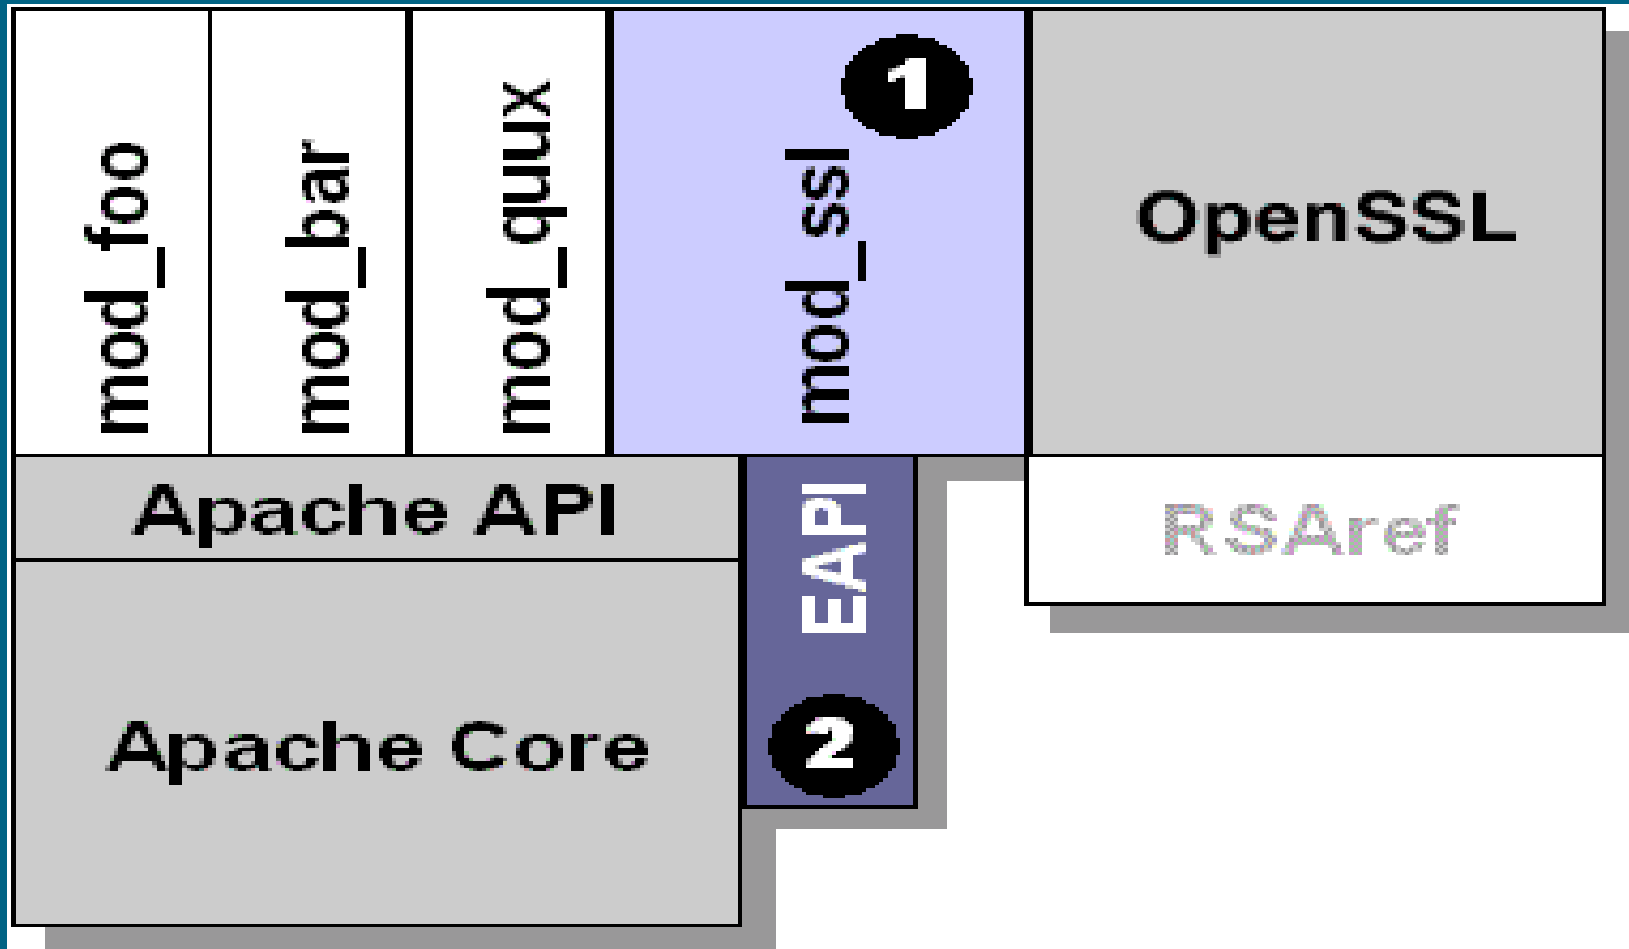 mod_foo
mod_bar
mod_quux
mod_ssl
1
OpenSSL
Apache API
EAPI
RSAref
Apache Core
2